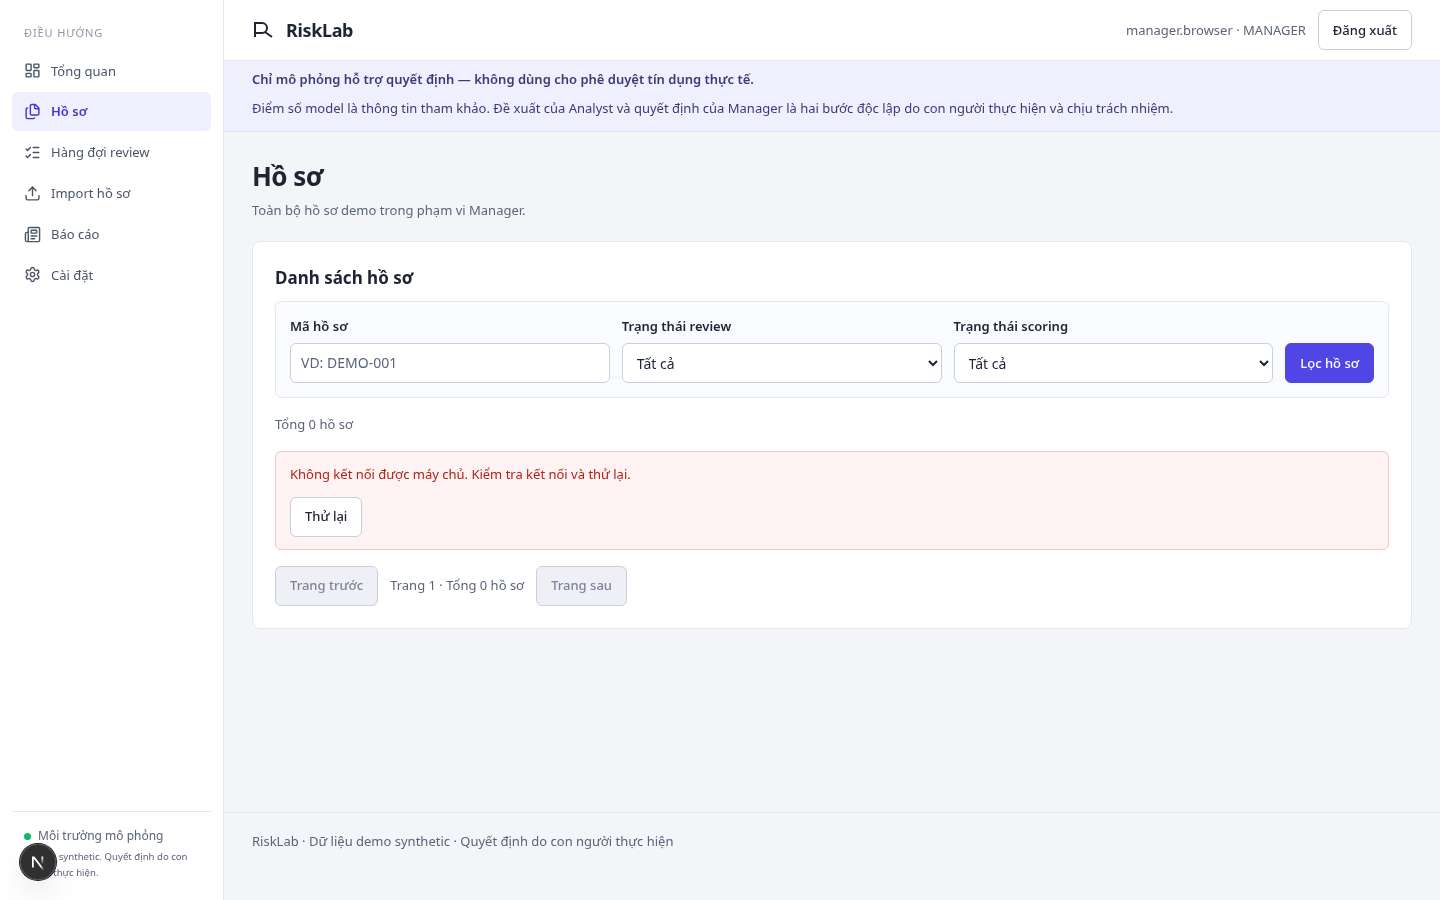 ĐIỀU HƯỚNG
Tổng quan
Hồ sơ
Hàng đợi review
Import hồ sơ
Báo cáo
Cài đặt
Môi trường mô phỏng
synthetic. Quyết định do con
thực hiện.
RiskLab
manager.browser · MANAGER
Đăng xuất
Chỉ mô phỏng hỗ trợ quyết định — không dùng cho phê duyệt tín dụng thực tế.
Điểm số model là thông tin tham khảo. Đề xuất của Analyst và quyết định của Manager là hai bước độc lập do con người thực hiện và chịu trách nhiệm.
Hồ sơ
Toàn bộ hồ sơ demo trong phạm vi Manager.
Danh sách hồ sơ
Mã hồ sơ
Trạng thái review
Trạng thái scoring
VD: DEMO-001
Tất cả
Tất cả
Lọc hồ sơ
Tổng 0 hồ sơ
Không kết nối được máy chủ. Kiểm tra kết nối và thử lại.
Thử lại
Trang trước
Trang 1 · Tổng 0 hồ sơ
Trang sau
RiskLab · Dữ liệu demo synthetic · Quyết định do con người thực hiện